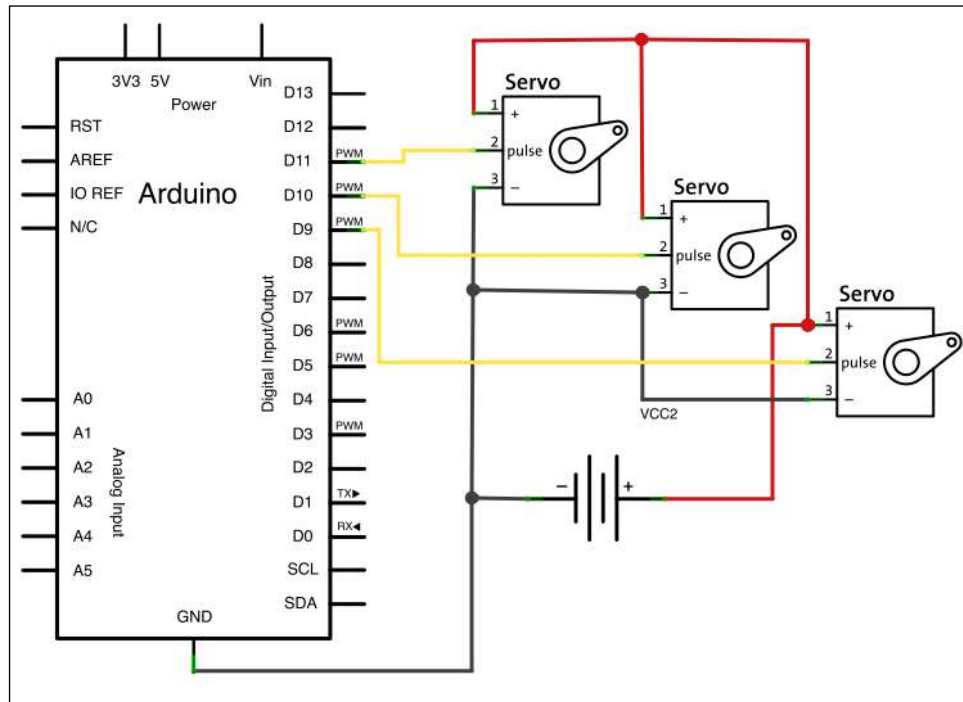 3V3 5V Vin
Power
RST
AREF
IO REF
N/C
Arduino
A0
A1
A2
A3
A4
A5
Analog Input
D13
D12
D11 PWM
D10 PWM
D9 PWM
D8
D7
D6 PWM
D5 PWM
D4
D3 PWM
D2
D1 TX▶
D0 RX◀
SCL
SDA
Digital Input/Output
GND
Servo
1 +
2 pulse
3 −
Servo
1 +
2 pulse
3 −
Servo
1 +
2 pulse
3 −
VCC2
− +